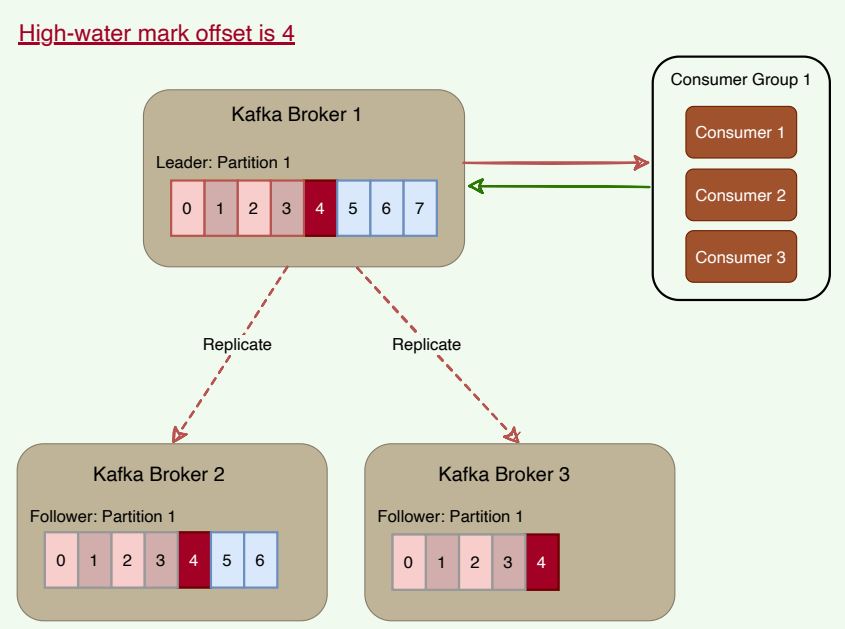 High-water mark offset is 4
Kafka Broker 1
Leader: Partition 1
0 1 2 3 4 5 6 7
Consumer Group 1
Consumer 1
Consumer 2
Consumer 3
Replicate
Replicate
Kafka Broker 2
Follower: Partition 1
0 1 2 3 4 5 6
Kafka Broker 3
Follower: Partition 1
0 1 2 3 4